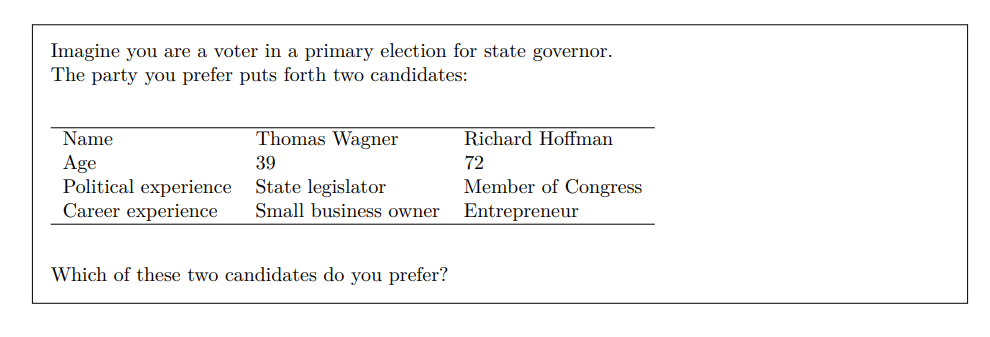 Imagine you are a voter in a primary election for state governor.
The party you prefer puts forth two candidates:
Name Thomas Wagner Richard Hoffman
Age 39 72
Political experience State legislator Member of Congress
Career experience Small business owner Entrepreneur
Which of these two candidates do you prefer?